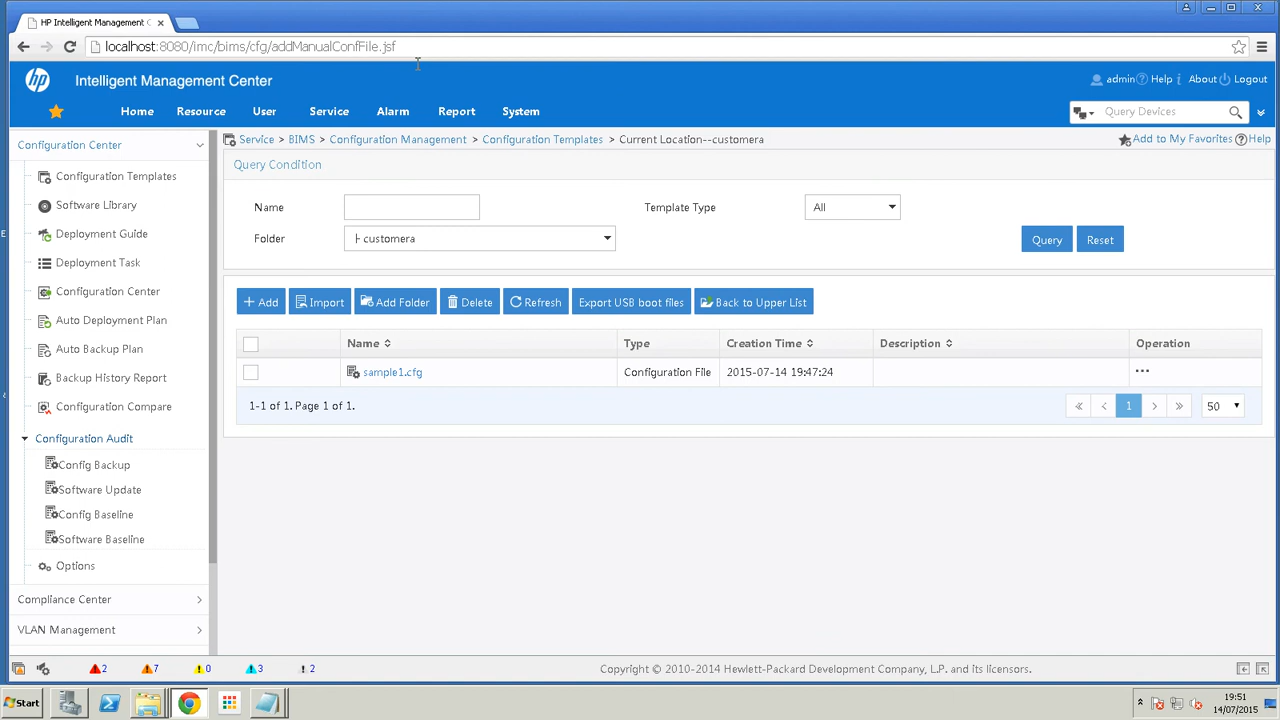 HP Intelligent Management C
localhost:8080/imc/bims/cfg/addManualConfFile.jsf
hp Intelligent Management Center
admin Help About Logout
Home Resource User Service Alarm Report System
Query Devices
Configuration Center
Configuration Templates
Software Library
Deployment Guide
Deployment Task
Configuration Center
Auto Deployment Plan
Auto Backup Plan
Backup History Report
Configuration Compare
Configuration Audit
Config Backup
Software Update
Config Baseline
Software Baseline
Options
Compliance Center
VLAN Management
Service > BIMS > Configuration Management > Configuration Templates > Current Location--customera
Add to My Favorites Help
Query Condition
Name
Template Type All
Folder |- customera
Query Reset
+ Add Import Add Folder Delete Refresh Export USB boot files Back to Upper List
Name Type Creation Time Description Operation
sample1.cfg Configuration File 2015-07-14 19:47:24 ...
1-1 of 1. Page 1 of 1.
« < 1 > » 50
2 7 0 3 2
Copyright © 2010-2014 Hewlett-Packard Development Company, L.P. and its licensors.
Start
19:51
14/07/2015